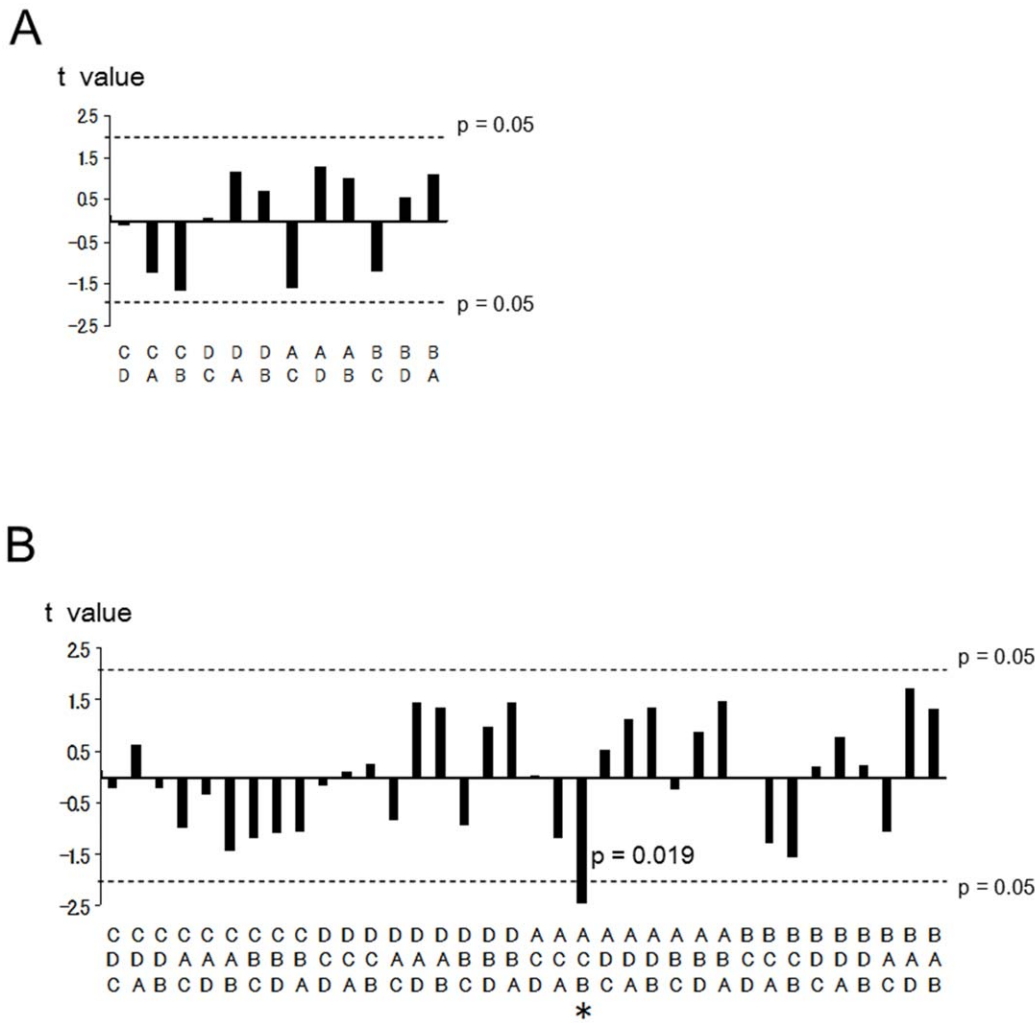 A
t value
2.5
p = 0.05
1.5
0.5
-0.5
-1.5
p = 0.05
-2.5
C C C D D D A A A B B B
D A B C A B C D B C D A
B
t value
2.5
p = 0.05
1.5
0.5
-0.5
-1.5
p = 0.019
p = 0.05
-2.5
C C C C C C C C C D D D D D D D D D A A A A A A A A A B B B B B B B B B
D D D A A A B B B C C C A A A B B B C C C D D D B B B C C C D D D A A A
C A B C D B C D A D A B C D B C D A D A B C A B C D A D A B C A B C D B
*